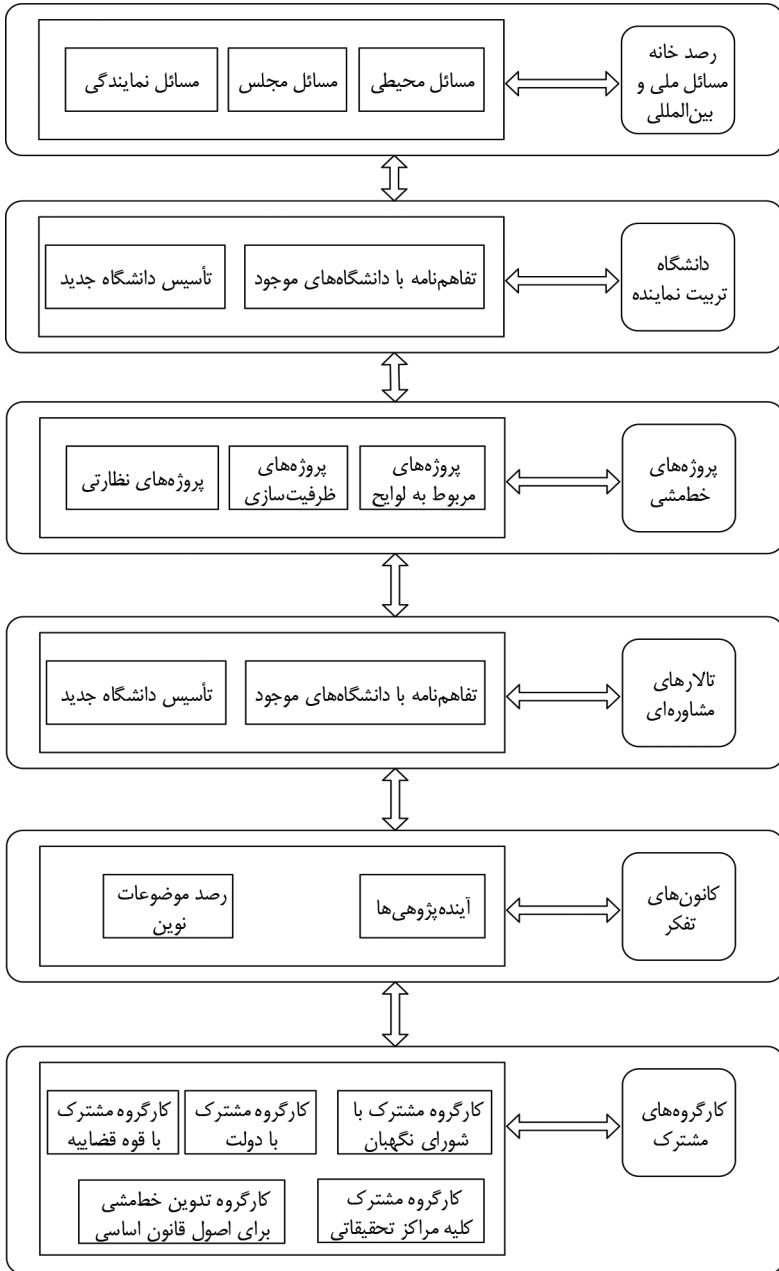 رصد خانه
مسائل ملی و
بین‌المللی
مسائل محیطی
مسائل مجلس
مسائل نمایندگی
دانشگاه
تربیت نماینده
تفاهم‌نامه با دانشگاه‌های موجود
تأسیس دانشگاه جدید
پروژه‌های
خط‌مشی
پروژه‌های
مربوط به لوایح
پروژه‌های
ظرفیت‌سازی
پروژه‌های نظارتی
تالارهای
مشاوره‌ای
تفاهم‌نامه با دانشگاه‌های موجود
تأسیس دانشگاه جدید
کانون‌های
تفکر
آینده‌پژوهی‌ها
رصد موضوعات
نوین
کارگروه‌های
مشترک
کارگروه مشترک با
شورای نگهبان
کارگروه مشترک
با دولت
کارگروه مشترک
با قوه قضاییه
کارگروه مشترک
کلیه مراکز تحقیقاتی
کارگروه تدوین خط‌مشی
برای اصول قانون اساسی